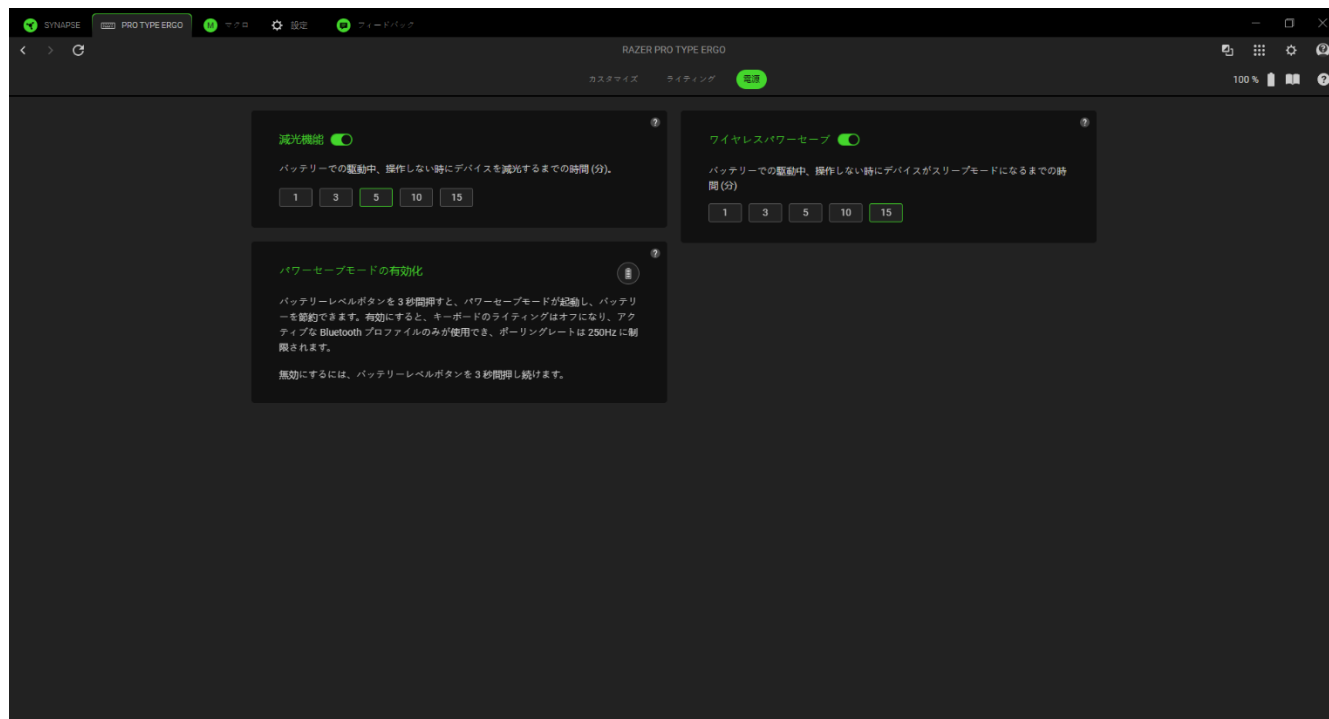 SYNAPSE
PRO TYPE ERGO
マクロ
設定
フィードバック
RAZER PRO TYPE ERGO
カスタマイズ
ライティング
電源
100 %
減光機能
バッテリーでの駆動中、操作しない時にデバイスを減光するまでの時間 (分)。
1 3 5 10 15
ワイヤレスパワーセーブ
バッテリーでの駆動中、操作しない時にデバイスがスリープモードになるまでの時
間 (分)
1 3 5 10 15
パワーセーブモードの有効化
バッテリーレベルボタンを 3 秒間押すと、パワーセーブモードが起動し、バッテリ
ーを節約できます。有効にすると、キーボードのライティングはオフになり、アク
ティブな Bluetooth プロファイルのみが使用でき、ポーリングレートは 250Hz に制
限されます。
無効にするには、バッテリーレベルボタンを 3 秒間押し続けます。